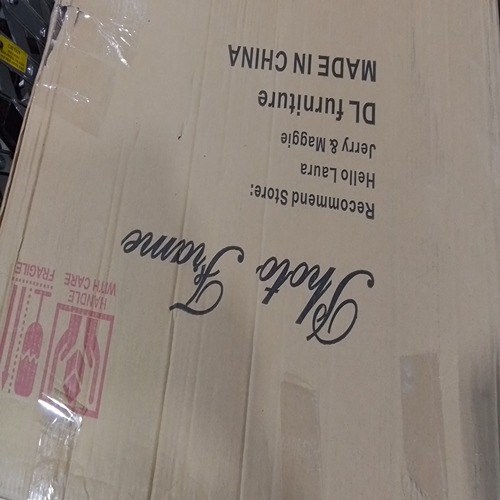 Photo Frame
Recommend Store:
Hello Laura
Jerry & Maggie
DL furniture
MADE IN CHINA
HANDLE
WITH CARE
FRAGILE